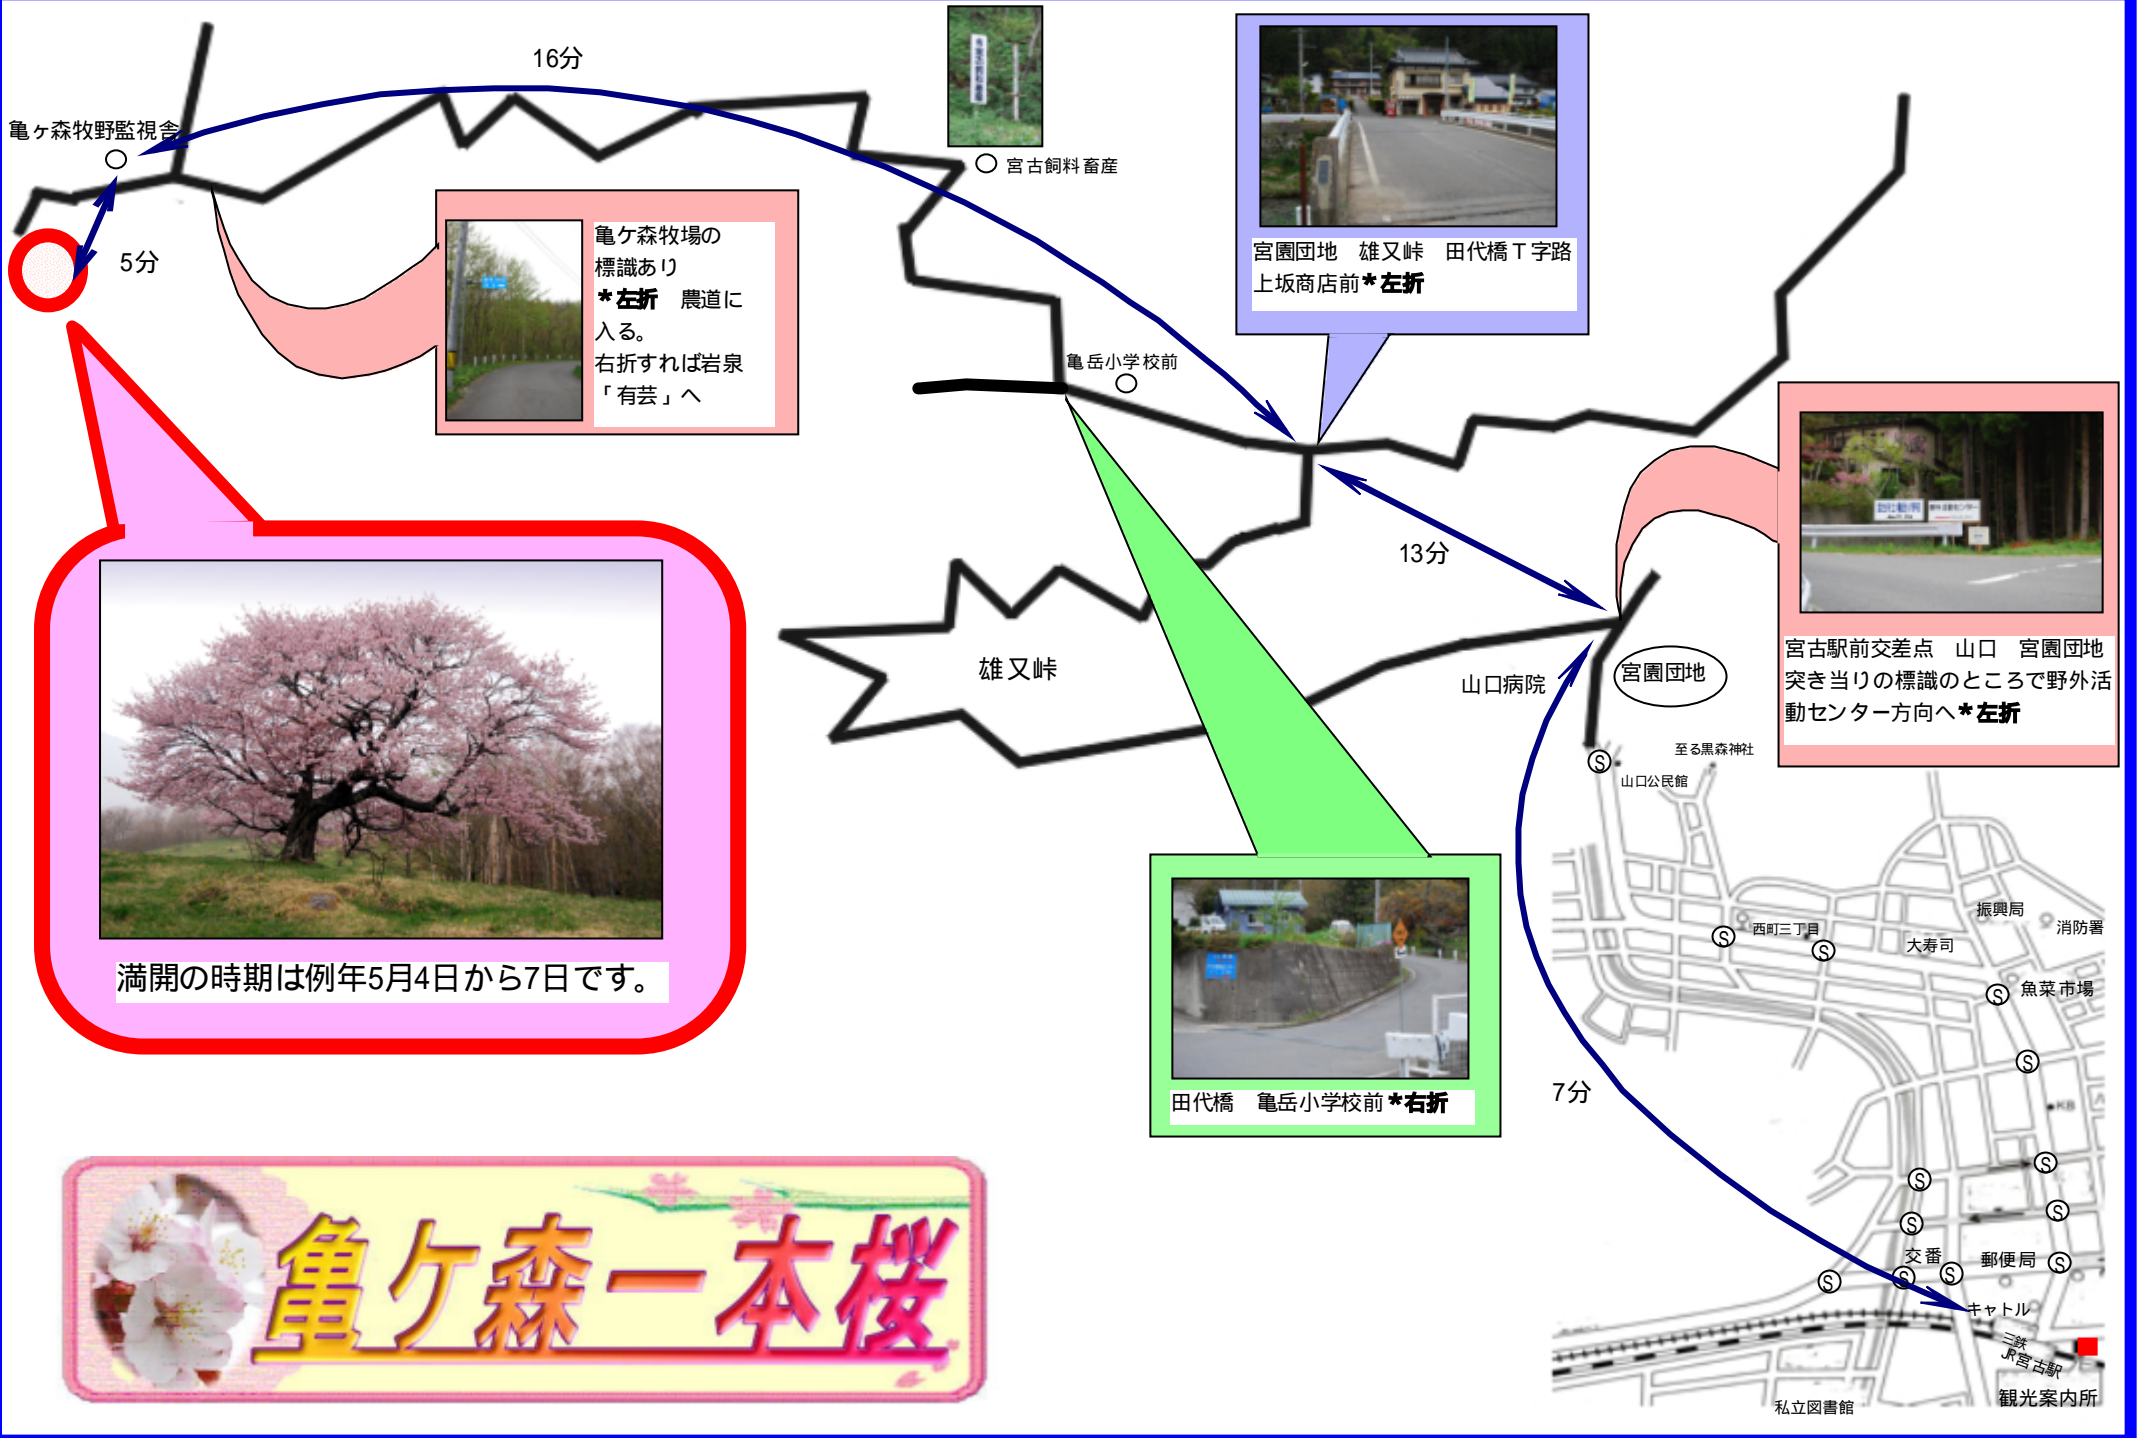 16分
亀ヶ森牧野監視舎
宮古飼料畜産
5分
亀ケ森牧場の
標識あり
*左折　農道に
入る。
右折すれば岩泉
「有芸」へ
宮園団地　雄又峠　田代橋T字路
上坂商店前*左折
亀岳小学校前
13分
雄又峠
山口病院
宮園団地
宮古駅前交差点　山口　宮園団地
突き当りの標識のところで野外活
動センター方向へ*左折
至る黒森神社
山口公民館
満開の時期は例年5月4日から7日です。
田代橋　亀岳小学校前*右折
7分
振興局
消防署
西町三丁目
大寿司
魚菜市場
KB
S
S
S
S
S
S
S
S
S
S
S
S
S
交番
郵便局
キャトル
三鉄
JR宮古駅
観光案内所
私立図書館
亀ケ森一本桜